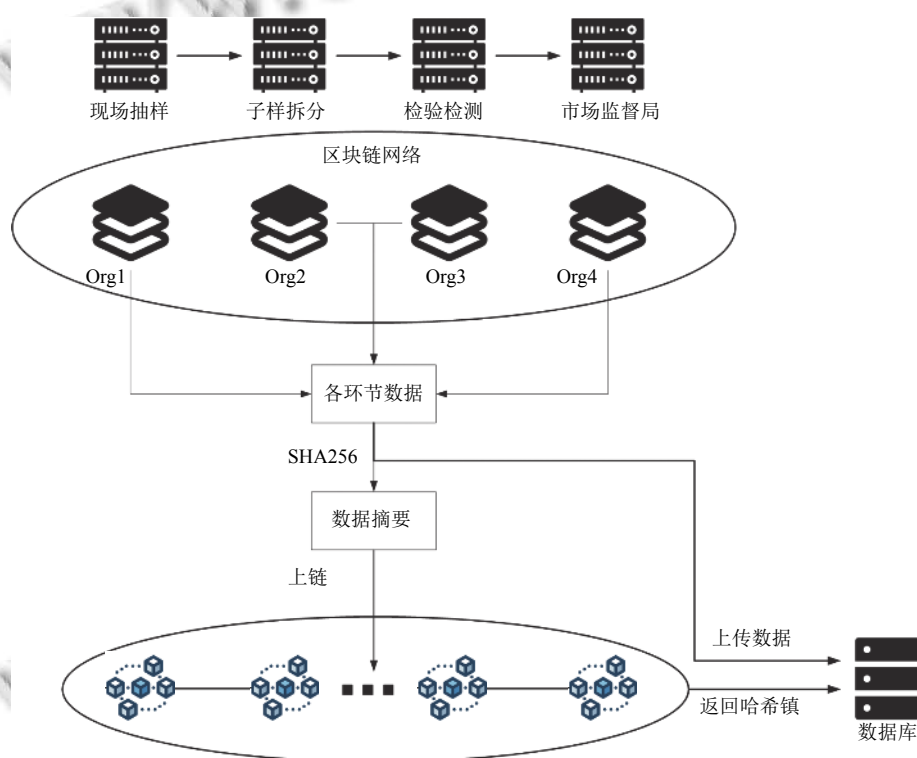 现场抽样
子样拆分
检验检测
市场监督局
区块链网络
Org1
Org2
Org3
Org4
各环节数据
SHA256
数据摘要
上链
上传数据
返回哈希镇
数据库